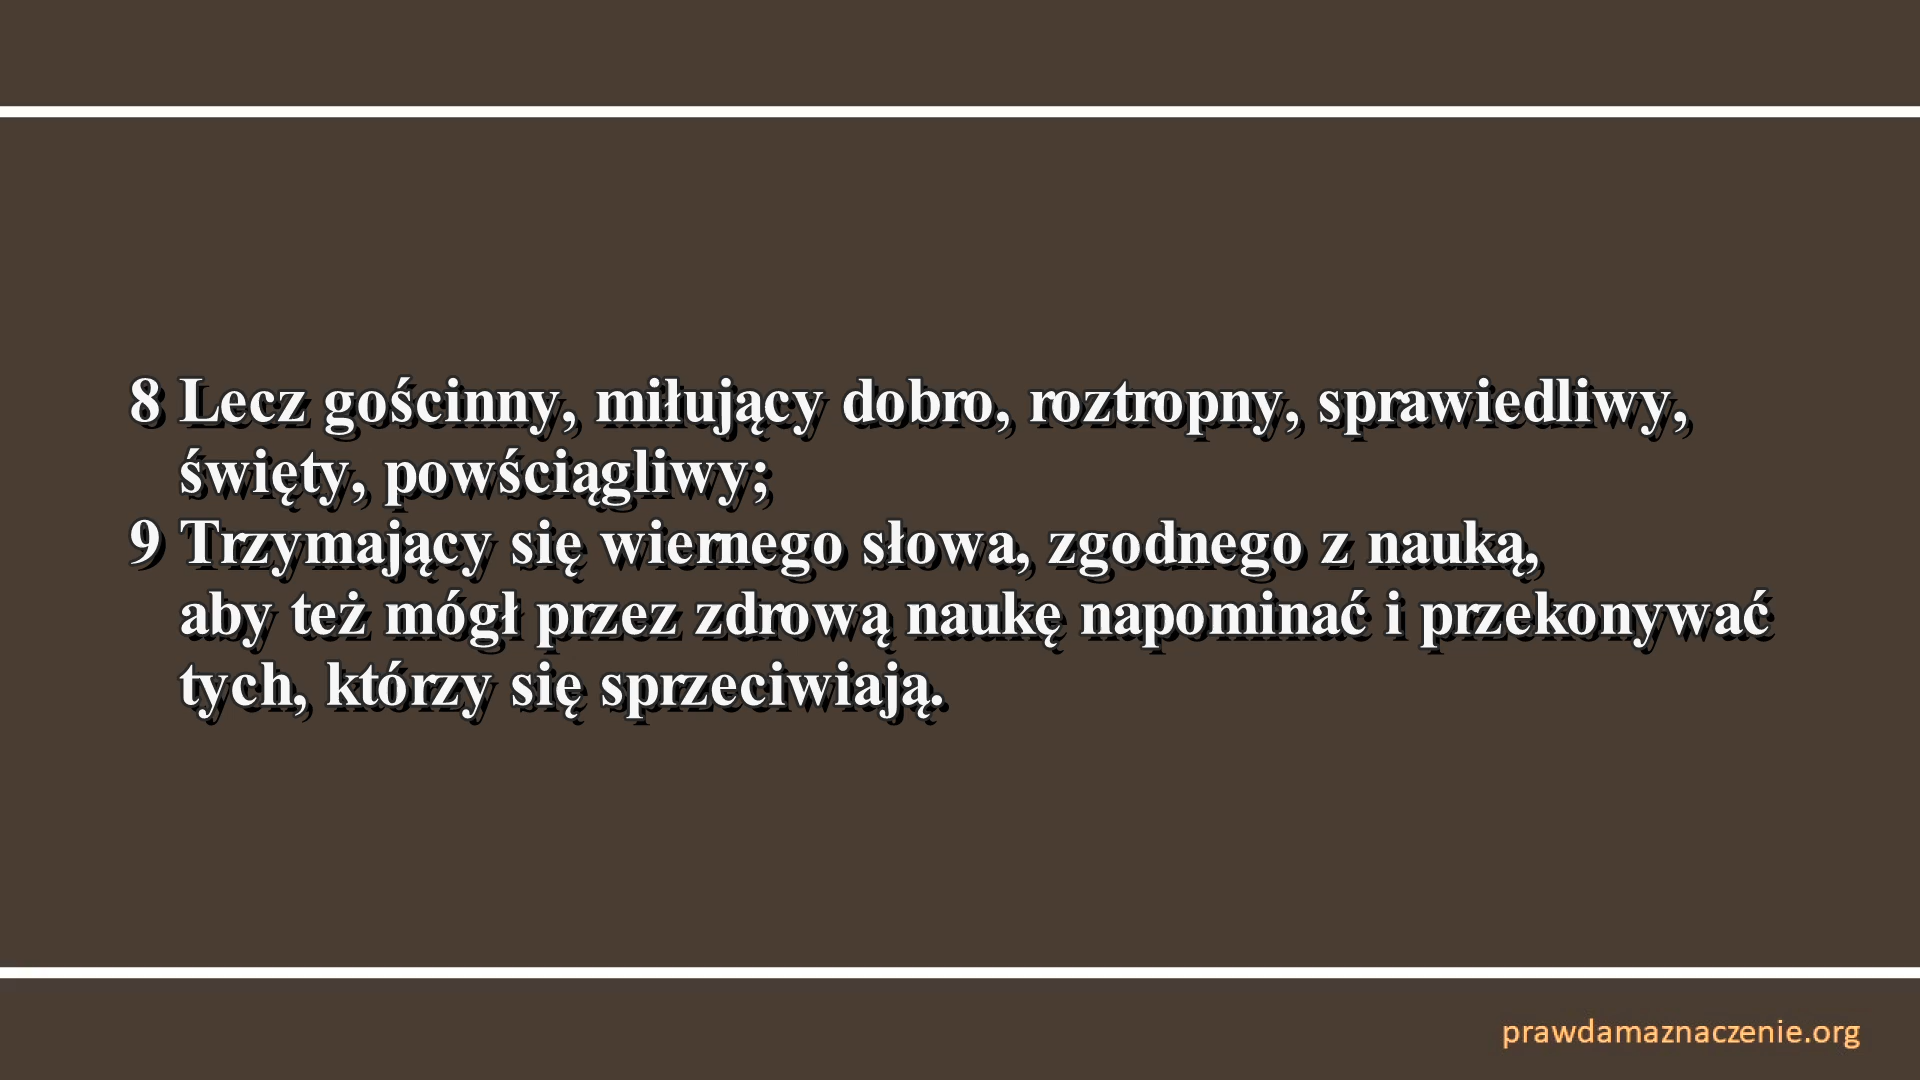 8 Lecz gościnny, miłujący dobro, roztropny, sprawiedliwy,
święty, powściągliwy;
9 Trzymający się wiernego słowa, zgodnego z nauką,
aby też mógł przez zdrową naukę napominać i przekonywać
tych, którzy się sprzeciwiają.
prawdamaznaczenie.org